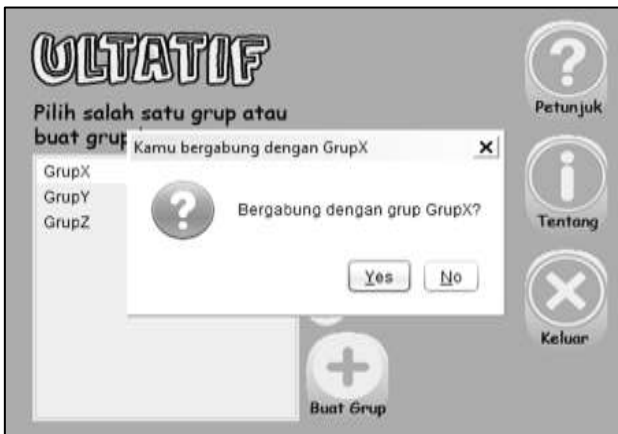 ULTATIF
Pilih salah satu grup atau
buat grup
Kamu bergabung dengan GrupX
GrupX
GrupY
GrupZ
Bergabung dengan grup GrupX?
Yes
No
Buat Grup
Petunjuk
Tentang
Keluar